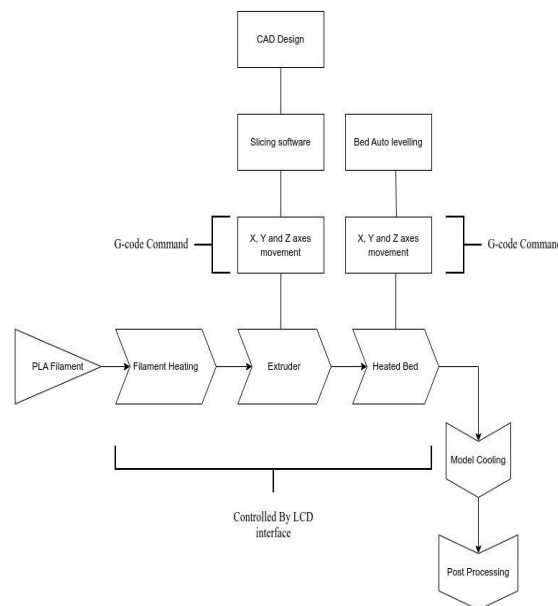 CAD Design
Slicing software
Bed Auto levelling
G-code Command
X, Y and Z axes
movement
X, Y and Z axes
movement
G-code Command
PLA Filament
Filament Heating
Extruder
Heated Bed
Model Cooling
Controlled By LCD
interface
Post Processing